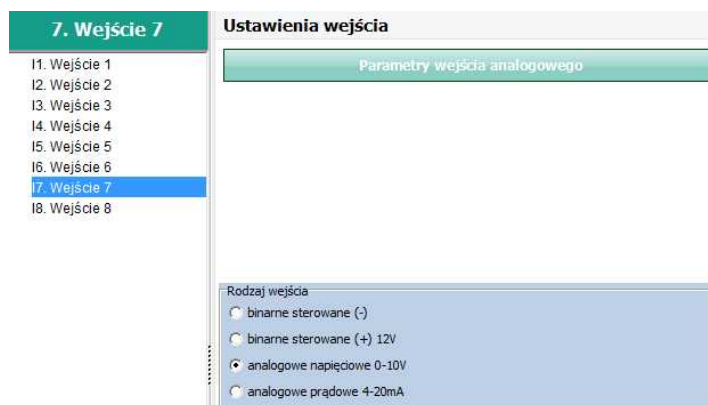 7. Wejście 7
I1. Wejście 1
I2. Wejście 2
I3. Wejście 3
I4. Wejście 4
I5. Wejście 5
I6. Wejście 6
I7. Wejście 7
I8. Wejście 8
Ustawienia wejścia
Parametry wejścia analogowego
Rodzaj wejścia
binarne sterowane (-)
binarne sterowane (+) 12V
analogowe napięciowe 0-10V
analogowe prądowe 4-20mA